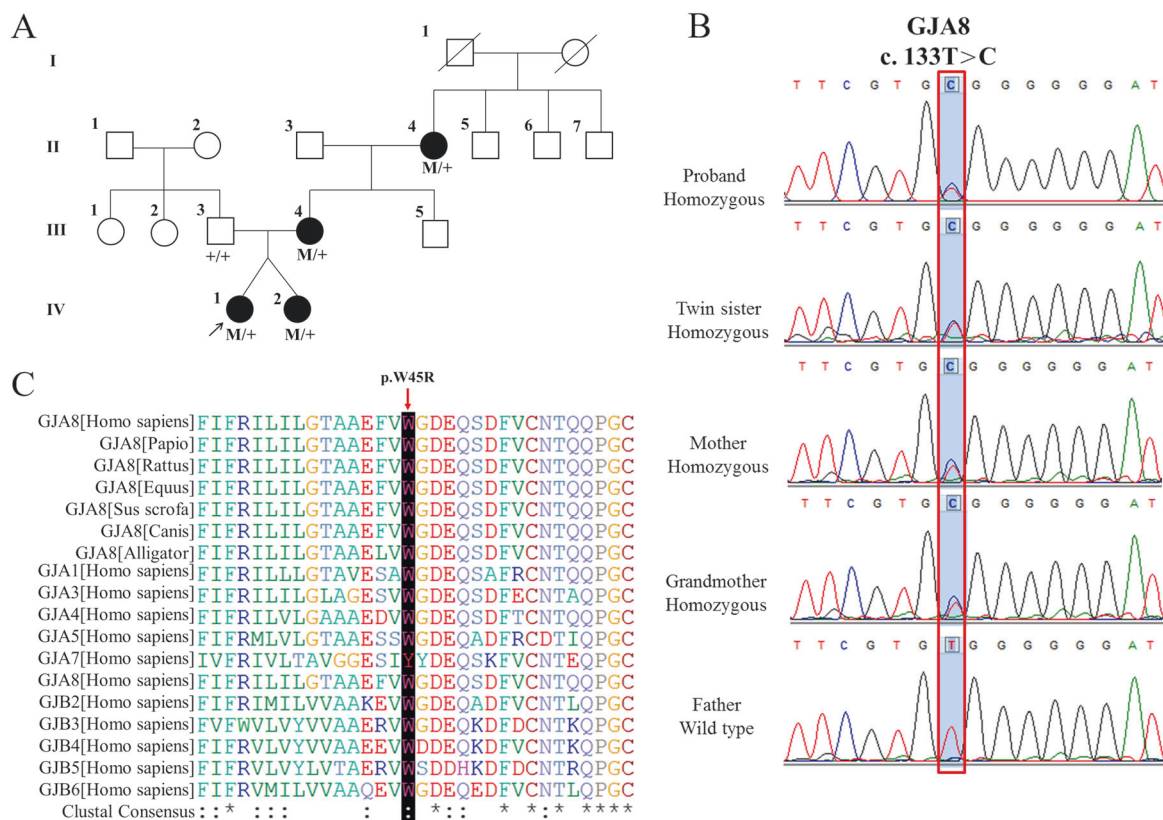 A
I
1
II
1
2
3
4
5
6
7
M/+
III
1
2
3
4
5
+/+
M/+
IV
1
2
M/+
M/+
B
GJA8
c. 133T>C
T T C G T G C G G G G G G A T
Proband
Homozygous
T T C G T G C G G G G G G A T
Twin sister
Homozygous
T T C G T G C G G G G G G A T
Mother
Homozygous
T T C G T G C G G G G G G A T
Grandmother
Homozygous
T T C G T G T G G G G G G A T
Father
Wild type
C
p.W45R
GJA8[Homo sapiens] FIFRILILGTAAEFVWGDEQSDFVCNTQQPGC
GJA8[Papio] FIFRILILGTAAEFVWGDEQSDFVCNTQQPGC
GJA8[Rattus] FIFRILILGTAAEFVWGDEQSDFVCNTQQPGC
GJA8[Equus] FIFRILILGTAAEFVWGDEQSDFVCNTQQPGC
GJA8[Sus scrofa] FIFRILILGTAAEFVWGDEQSDFVCNTQQPGC
GJA8[Canis] FIFRILILGTAAEFVWGDEQSDFVCNTQQPGC
GJA8[Alligator] FIFRILILGTAAELVWGDEQSDFVCNTQQPGC
GJA1[Homo sapiens] FIFRILLLGTAVESAWGDEQSAFRCNTQQPGC
GJA3[Homo sapiens] FIFRILILGLAGESVWGDEQSDFECNTAQPGC
GJA4[Homo sapiens] FIFRILVLGAAAEDVWGDEQSDFTCNTQQPGC
GJA5[Homo sapiens] FIFRMLVLGTAAESSWGDEQADFRCDTIQPGC
GJA7[Homo sapiens] IVFRIVLTAVGGESIYYDEQSKFVCNTEQPGC
GJA8[Homo sapiens] FIFRILILGTAAEFVWGDEQSDFVCNTQQPGC
GJB2[Homo sapiens] FIFRIMILVVAAKEVWGDEQADFVCNTLQPGC
GJB3[Homo sapiens] FVFWVLVYVVAAERVWGDEQKDFDCNTKQPGC
GJB4[Homo sapiens] FIFRVLVYVVAAEEVWDDEQKDFVCNTKQPGC
GJB5[Homo sapiens] FIFRVLVYLVTAERVWSDDHKDFDCNTRQPGC
GJB6[Homo sapiens] FIFRVMILVVAAQEVWGDEQEDFVCNTLQPGC
Clustal Consensus ::* ::: : : *:: * *:* ****